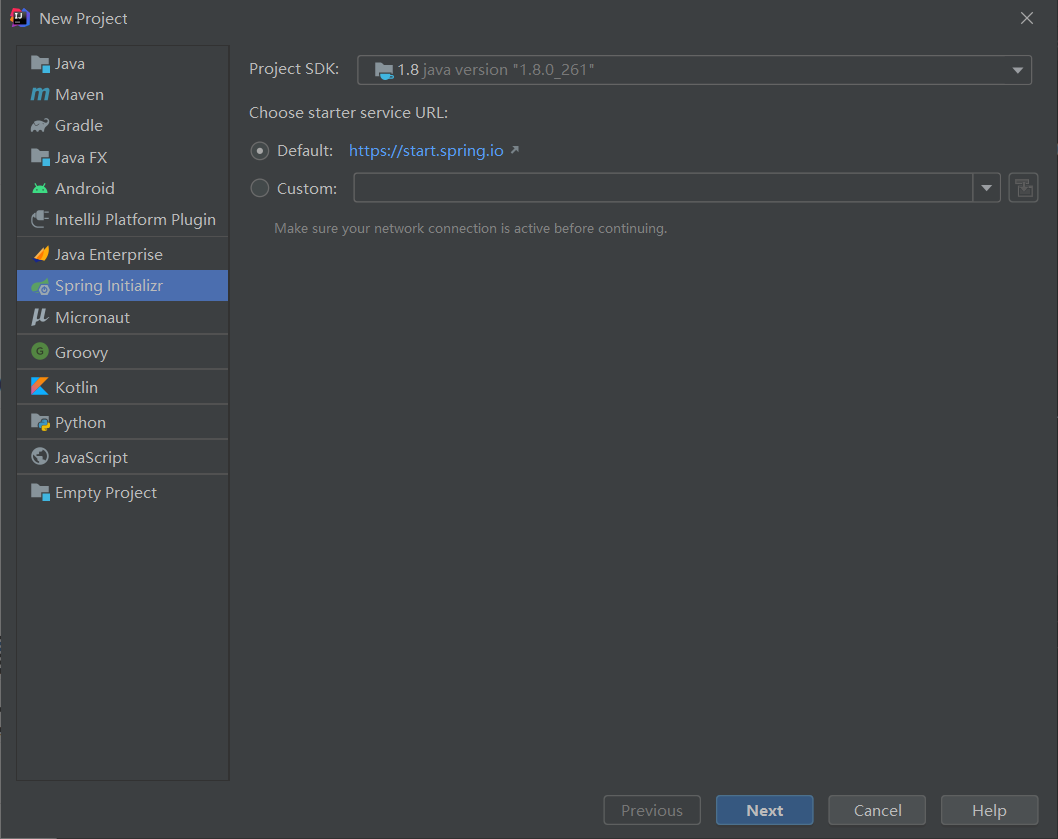 New Project
Java
Maven
Gradle
Java FX
Android
IntelliJ Platform Plugin
Java Enterprise
Spring Initializr
Micronaut
Groovy
Kotlin
Python
JavaScript
Empty Project
Project SDK: 1.8 java version "1.8.0_261"
Choose starter service URL:
Default: https://start.spring.io
Custom:
Make sure your network connection is active before continuing.
Previous Next Cancel Help